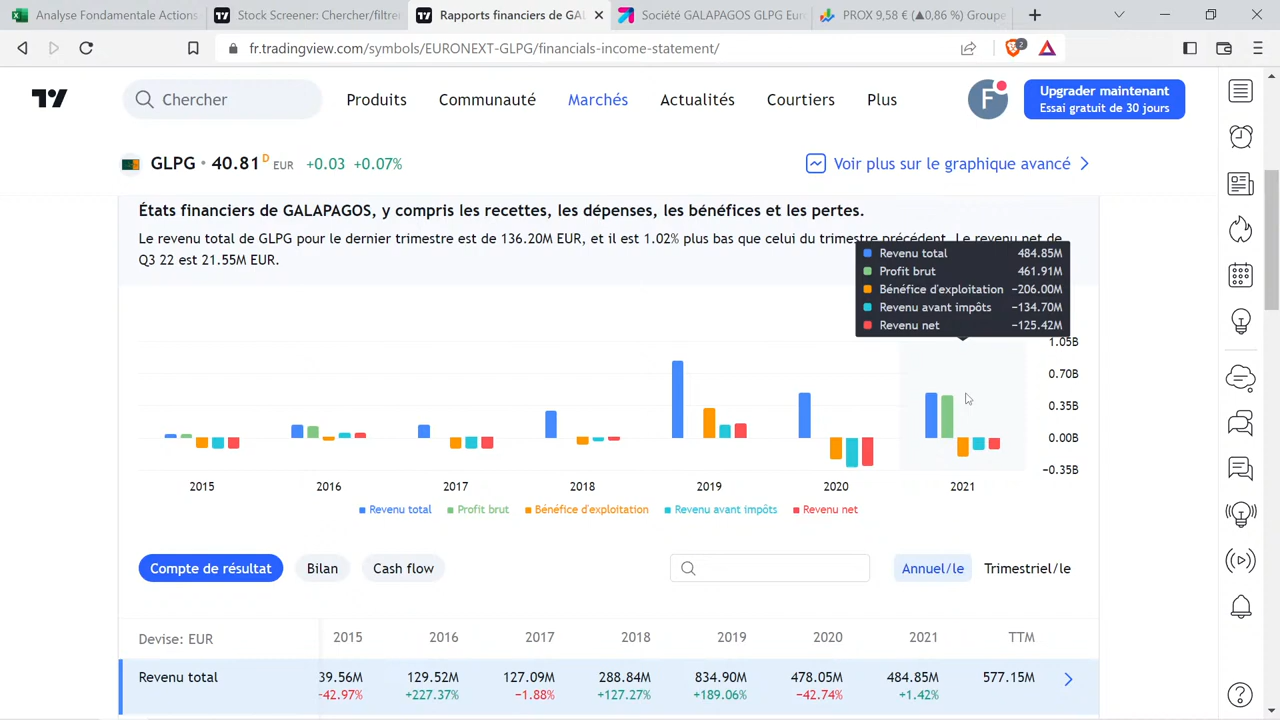 Analyse Fondamentale Actions
Stock Screener: Chercher/filtre
Rapports financiers de GA
Société GALAPAGOS GLPG Eur
PROX 9,58 € (▲0,86 %) Groupe
fr.tradingview.com/symbols/EURONEXT-GLPG/financials-income-statement/
2
Chercher
Produits
Communauté
Marchés
Actualités
Courtiers
Plus
F
Upgrader maintenant
Essai gratuit de 30 jours
GLPG • 40.81 D EUR +0.03 +0.07%
Voir plus sur le graphique avancé
États financiers de GALAPAGOS, y compris les recettes, les dépenses, les bénéfices et les pertes.
Le revenu total de GLPG pour le dernier trimestre est de 136.20M EUR, et il est 1.02% plus bas que celui du trimestre précédent. Le revenu net de
Q3 22 est 21.55M EUR.
Revenu total 484.85M
Profit brut 461.91M
Bénéfice d'exploitation −206.00M
Revenu avant impôts −134.70M
Revenu net −125.42M
1.05B
0.70B
0.35B
0.00B
−0.35B
2015 2016 2017 2018 2019 2020 2021
Revenu total Profit brut Bénéfice d'exploitation Revenu avant impôts Revenu net
Compte de résultat Bilan Cash flow Annuel/le Trimestriel/le
Devise: EUR 2015 2016 2017 2018 2019 2020 2021 TTM
Revenu total 39.56M 129.52M 127.09M 288.84M 834.90M 478.05M 484.85M 577.15M
-42.97% +227.37% −1.88% +127.27% +189.06% −42.74% +1.42%